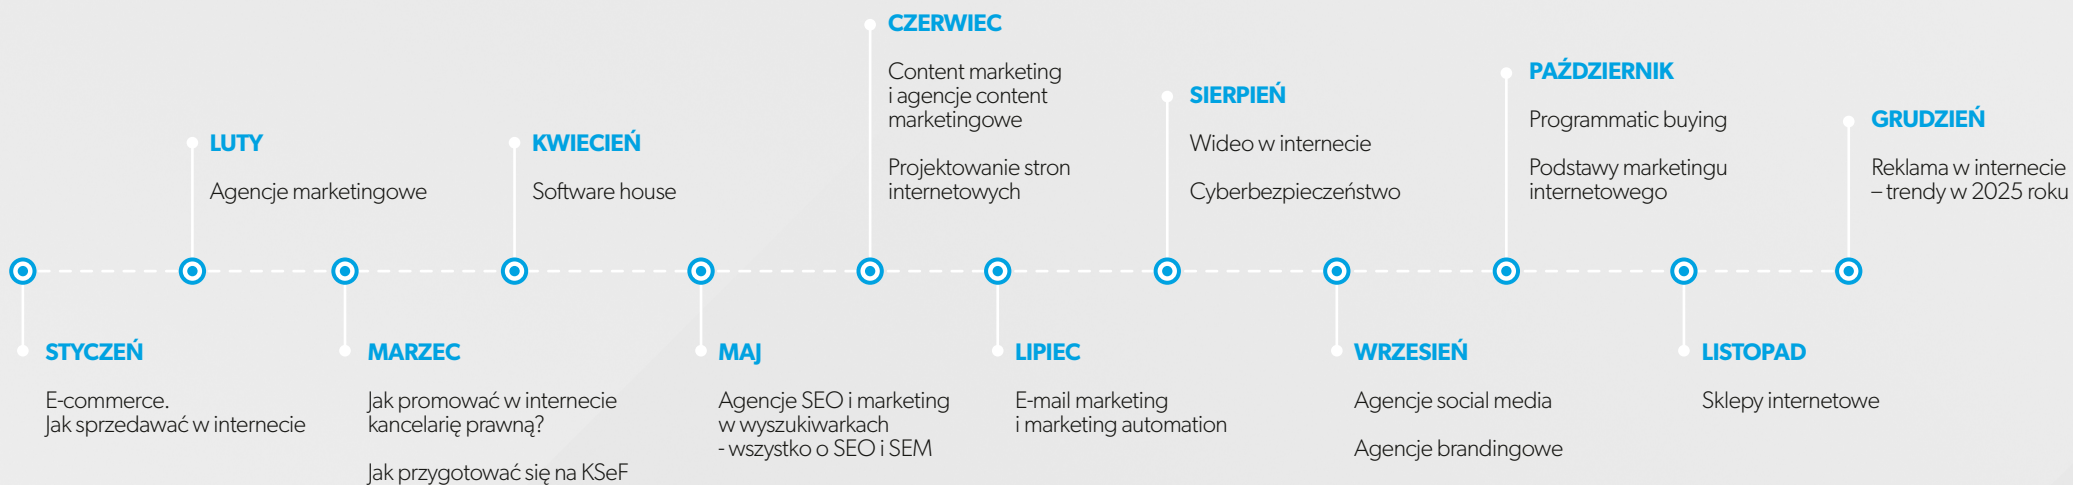 STYCZEŃ
E-commerce.
Jak sprzedawać w internecie
LUTY
Agencje marketingowe
MARZEC
Jak promować w internecie
kancelarię prawną?
Jak przygotować się na KSeF
KWIECIEŃ
Software house
MAJ
Agencje SEO i marketing
w wyszukiwarkach
- wszystko o SEO i SEM
CZERWIEC
Content marketing
i agencje content
marketingowe
Projektowanie stron
internetowych
LIPIEC
E-mail marketing
i marketing automation
SIERPIEŃ
Wideo w internecie
Cyberbezpieczeństwo
WRZESIEŃ
Agencje social media
Agencje brandingowe
PAŹDZIERNIK
Programmatic buying
Podstawy marketingu
internetowego
LISTOPAD
Sklepy internetowe
GRUDZIEŃ
Reklama w internecie
– trendy w 2025 roku